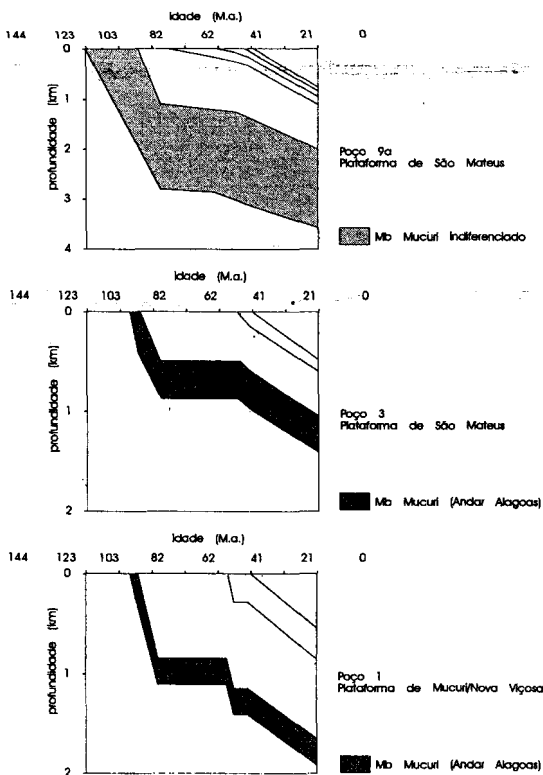 Idade (M.a.)
144 123 103 82 62 41 21 0
0
1
2
3
4
profundidade (km)
Poço 9a
Plataforma de São Mateus
Mb Mucuri Indiferenciado
Idade (M.a.)
144 123 103 82 62 41 21 0
0
1
2
profundidade (km)
Poço 3
Plataforma de São Mateus
Mb Mucuri (Andar Alagoas)
Idade (M.a.)
144 123 103 82 62 41 21 0
0
1
2
profundidade (km)
Poço 1
Plataforma de Mucuri/Nova Viçosa
Mb Mucuri (Andar Alagoas)